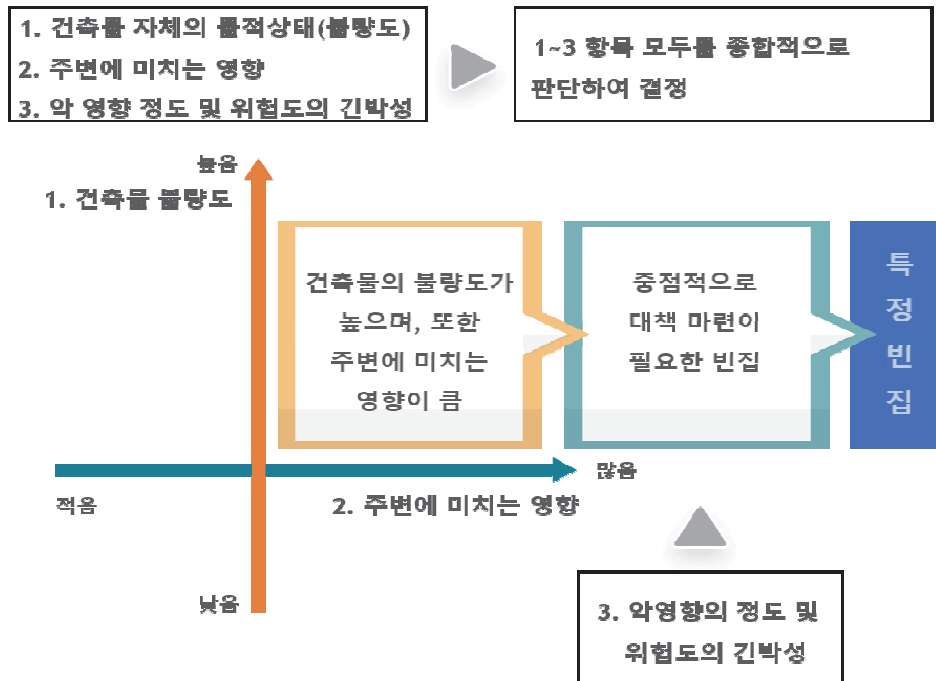 1. 건축물 자체의 물적상태(불량도)
2. 주변에 미치는 영향
3. 악 영향 정도 및 위험도의 긴박성
1~3 항목 모두를 종합적으로
판단하여 결정
높음
1. 건축물 불량도
건축물의 불량도가
높으며, 또한
주변에 미치는
영향이 큼
중점적으로
대책 마련이
필요한 빈집
특
정
빈
집
많음
적음
2. 주변에 미치는 영향
낮음
3. 악영향의 정도 및
위험도의 긴박성